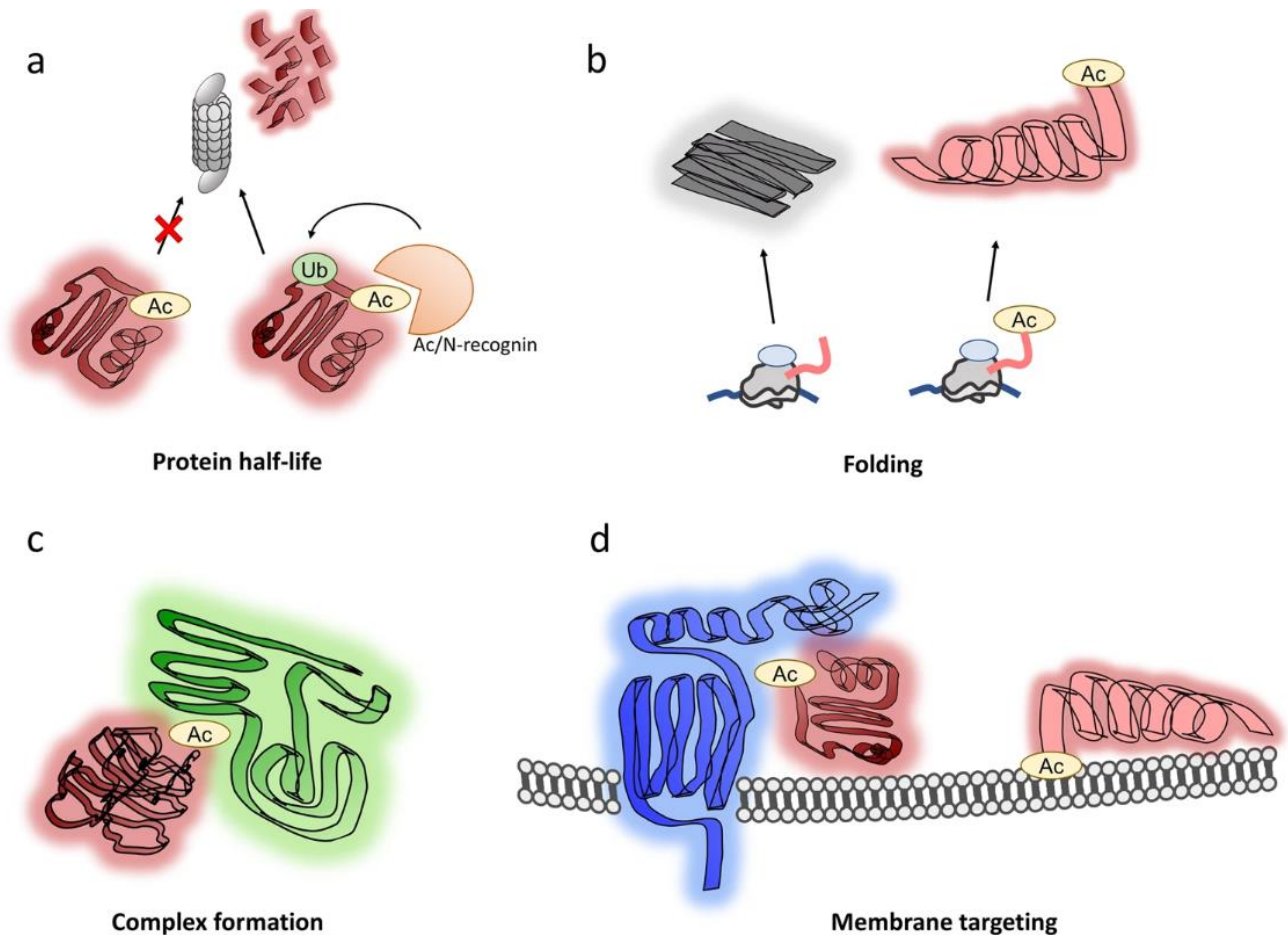 a
Ac
Ub
Ac
Ac/N-recognin
Protein half-life
b
Ac
Ac
Folding
c
Ac
Complex formation
d
Ac
Ac
Membrane targeting